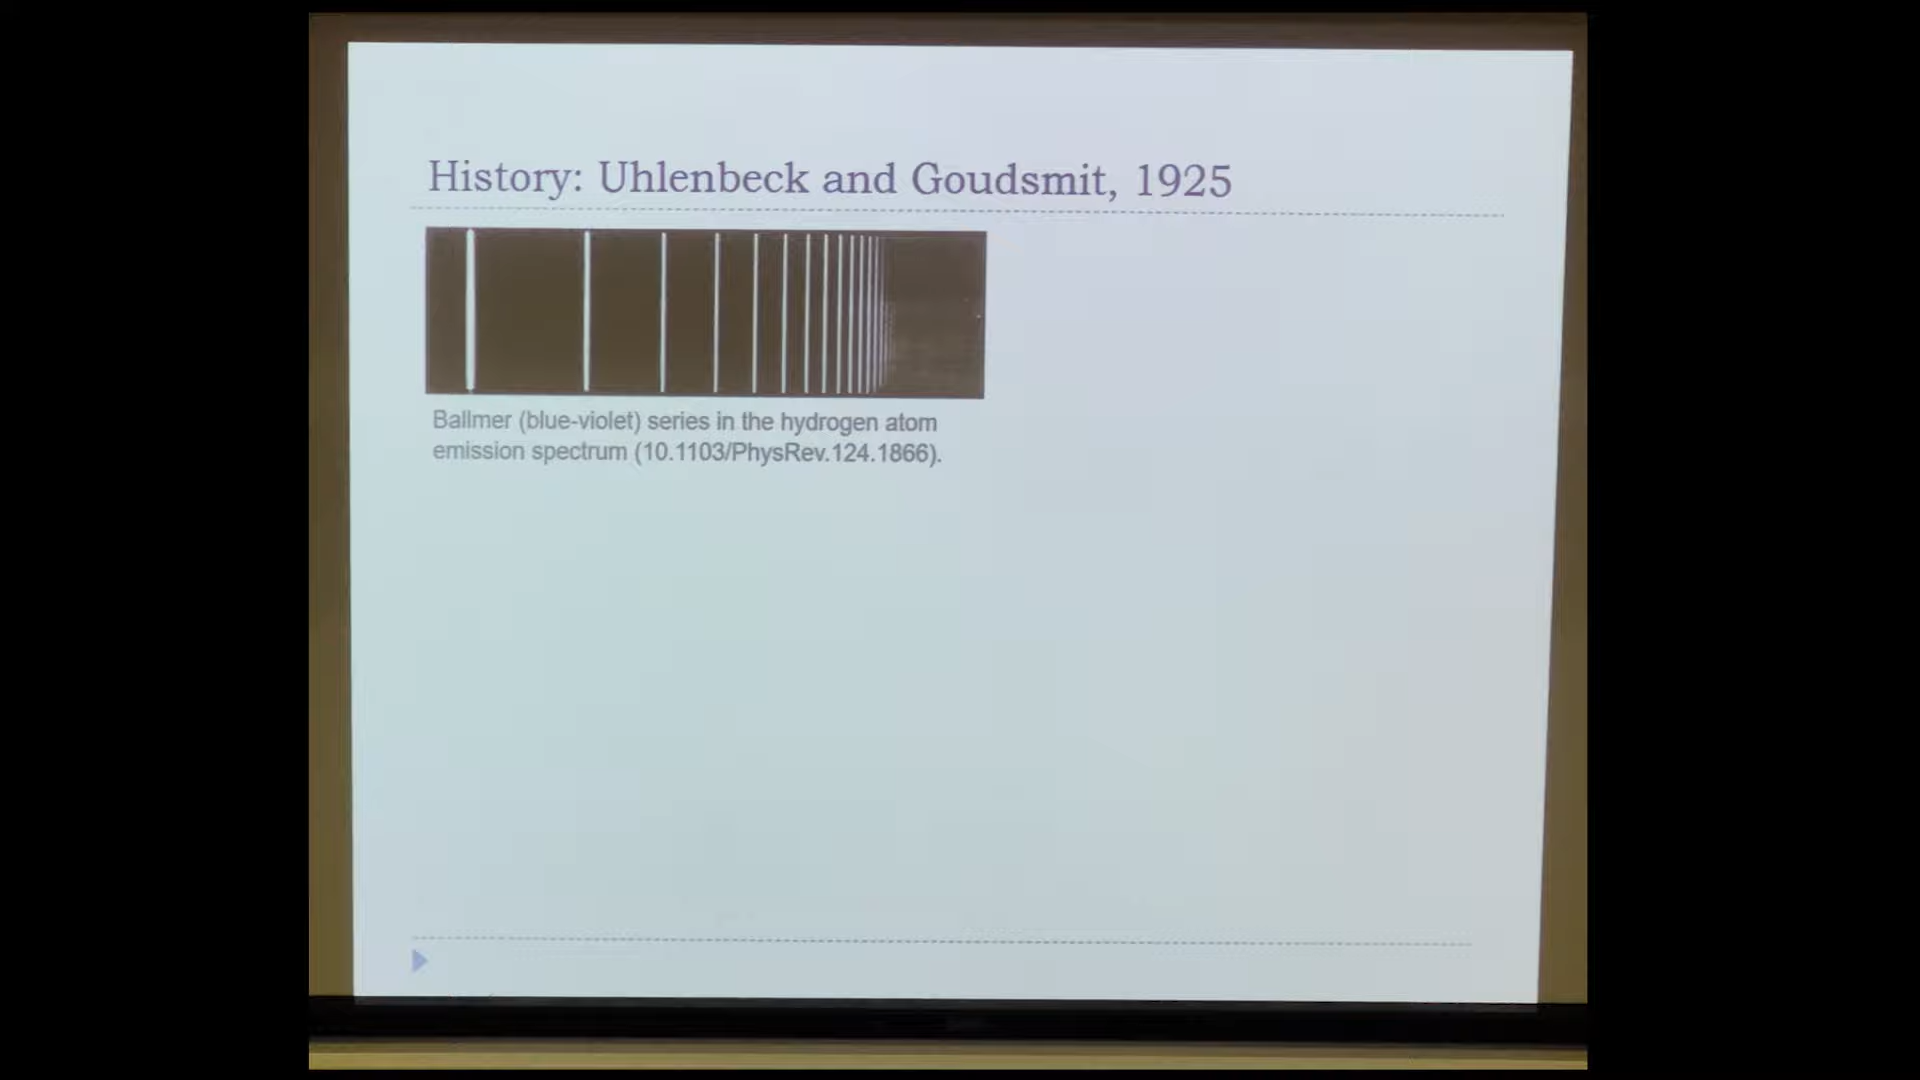 History: Uhlenbeck and Goudsmit, 1925
Ballmer (blue-violet) series in the hydrogen atom
emission spectrum (10.1103/PhysRev.124.1866).